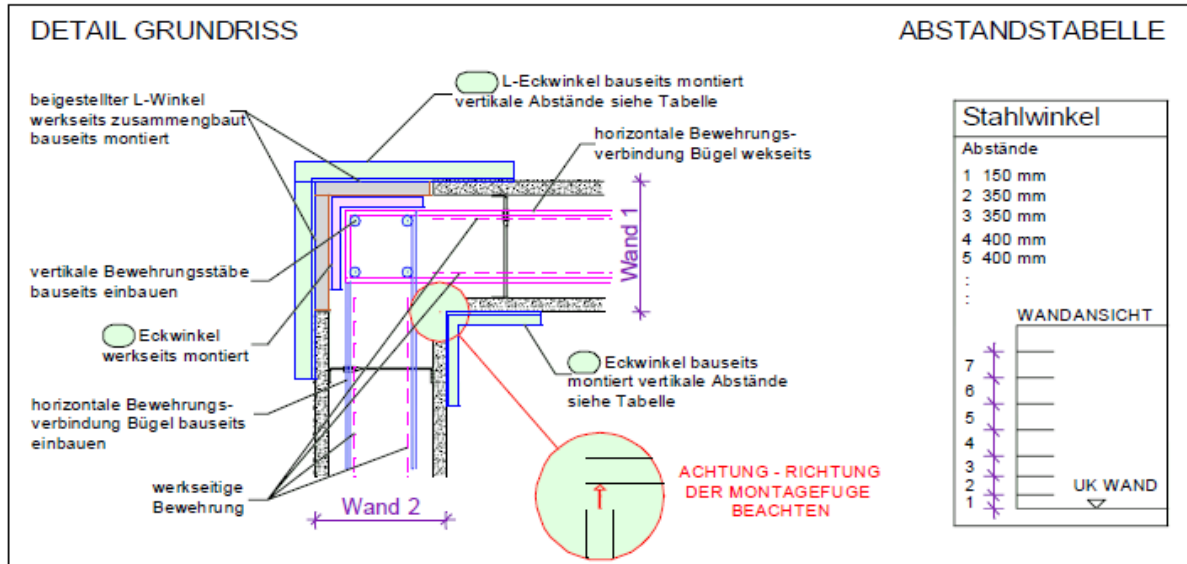 DETAIL GRUNDRISS
ABSTANDSTABELLE
beigestellter L-Winkel
werkseits zusammengbaut
bauseits montiert
L-Eckwinkel bauseits montiert
vertikale Abstände siehe Tabelle
horizontale Bewehrungs-
verbindung Bügel wekseits
Wand 1
vertikale Bewehrungsstäbe
bauseits einbauen
Eckwinkel
werkseits montiert
Eckwinkel bauseits
montiert vertikale Abstände
siehe Tabelle
horizontale Bewehrungs-
verbindung Bügel bauseits
einbauen
werkseitige
Bewehrung
Wand 2
ACHTUNG - RICHTUNG
DER MONTAGEFUGE
BEACHTEN
Stahlwinkel
Abstände
1 150 mm
2 350 mm
3 350 mm
4 400 mm
5 400 mm
:
:
WANDANSICHT
7
6
5
4
3
2
1
UK WAND